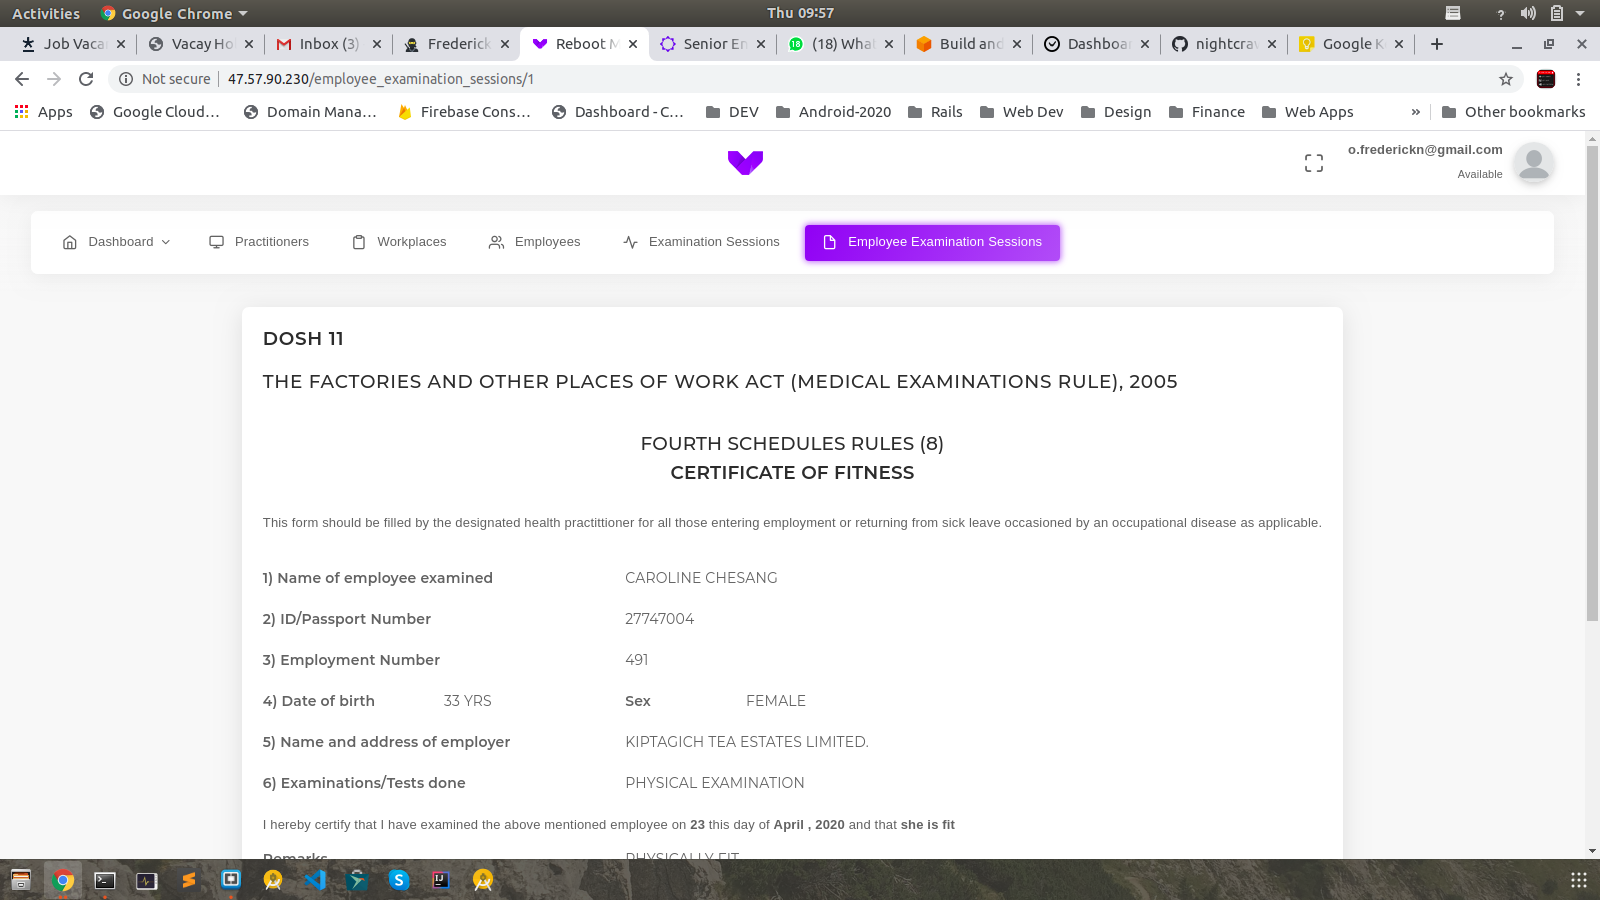 Activities Google Chrome Thu 09:57
Job Vaca Vacay Ho Inbox (3) Frederick Reboot M Senior En (18) What Build and Dashboar nightcra Google K
Not secure 47.57.90.230/employee_examination_sessions/1
Apps Google Cloud… Domain Mana… Firebase Cons… Dashboard - C… DEV Android-2020 Rails Web Dev Design Finance Web Apps » Other bookmarks
o.fredericknn@gmail.com
Available
Dashboard Practitioners Workplaces Employees Examination Sessions Employee Examination Sessions
DOSH 11
THE FACTORIES AND OTHER PLACES OF WORK ACT (MEDICAL EXAMINATIONS RULE), 2005
FOURTH SCHEDULES RULES (8)
CERTIFICATE OF FITNESS
This form should be filled by the designated health practittioner for all those entering employment or returning from sick leave occasioned by an occupational disease as applicable.
1) Name of employee examined CAROLINE CHESANG
2) ID/Passport Number 27747004
3) Employment Number 491
4) Date of birth 33 YRS Sex FEMALE
5) Name and address of employer KIPTAGICH TEA ESTATES LIMITED.
6) Examinations/Tests done PHYSICAL EXAMINATION
I hereby certify that I have examined the above mentioned employee on 23 this day of April , 2020 and that she is fit
Remarks PHYSICALLY FIT